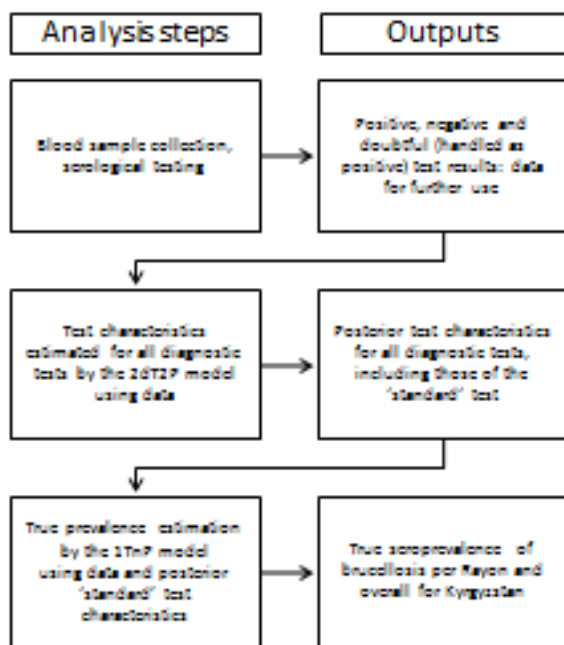 Analysis steps
Outputs
Blood sample collection,
serological testing
Positive, negative and
doubtful (handled as
positive) test results: data
for further use
Test characteristics
estimated for all diagnostic
tests by the 2dT2P model
using data
Posterior test characteristics
for all diagnostic tests,
including those of the
'standard' test
True prevalence estimation
by the 1TnP model
using data and posterior
'standard' test
characteristics
True seroprevalence of
brucellosis per Rayon and
overall for Kyrgyzstan